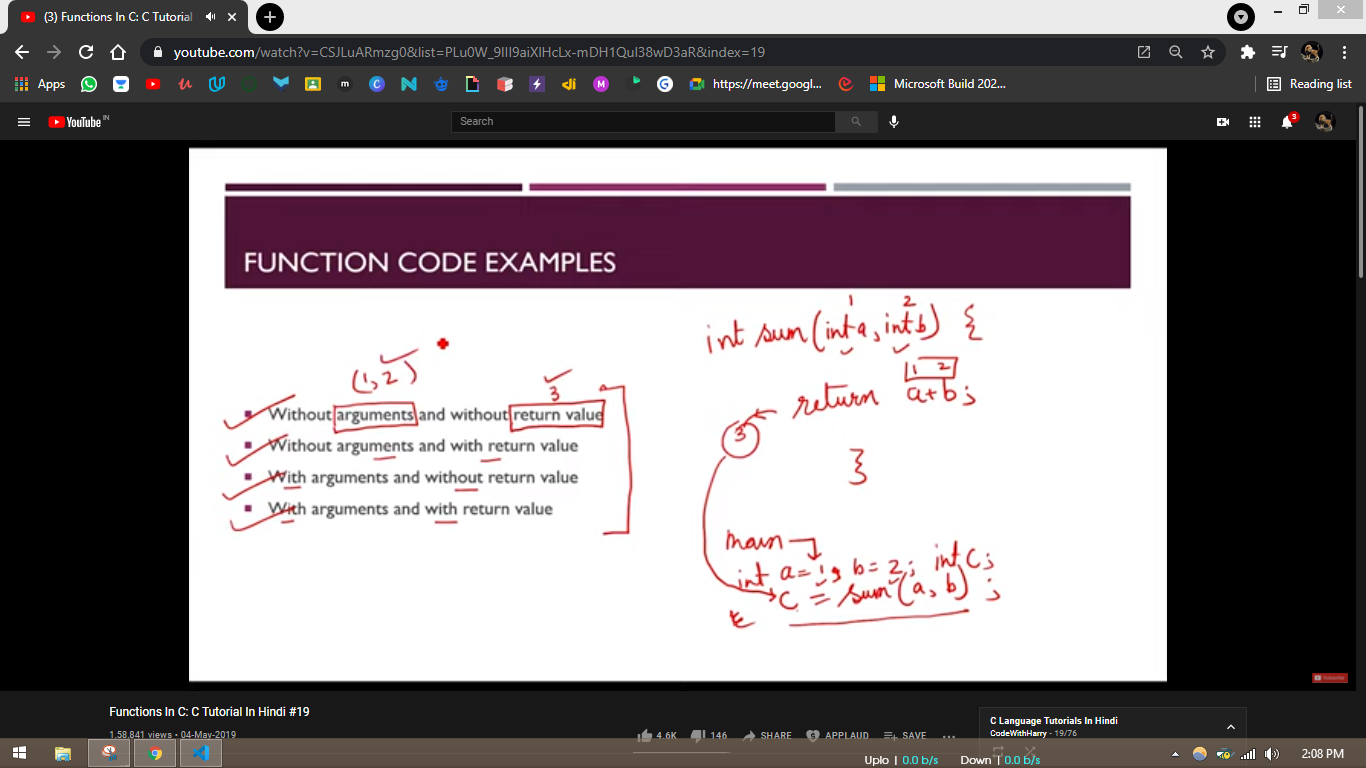 (3) Functions In C: C Tutorial
youtube.com/watch?v=CSJLuARmzg0&list=PLu0W_9lII9aiXlHcLx-mDH1Qul38wD3aR&index=19
Apps
https://meet.googl...
Microsoft Build 202...
Reading list
YouTube IN
Search
3
FUNCTION CODE EXAMPLES
(1, 2)
3
Without arguments and without return value
Without arguments and with return value
With arguments and without return value
With arguments and with return value
1 2
int sum (int a, int b) {
1 2
return a+b;
3
}
main
int a=1, b=2; int C;
C = sum(a, b) ;
Subscribe
Functions In C: C Tutorial In Hindi #19
1,58,841 views • 04-May-2019
4.6K
146
SHARE
APPLAUD
SAVE
C Language Tutorials In Hindi
CodeWithHarry - 19/76
Uplo | 0.0 b/s
Down | 0.0 b/s
2:08 PM